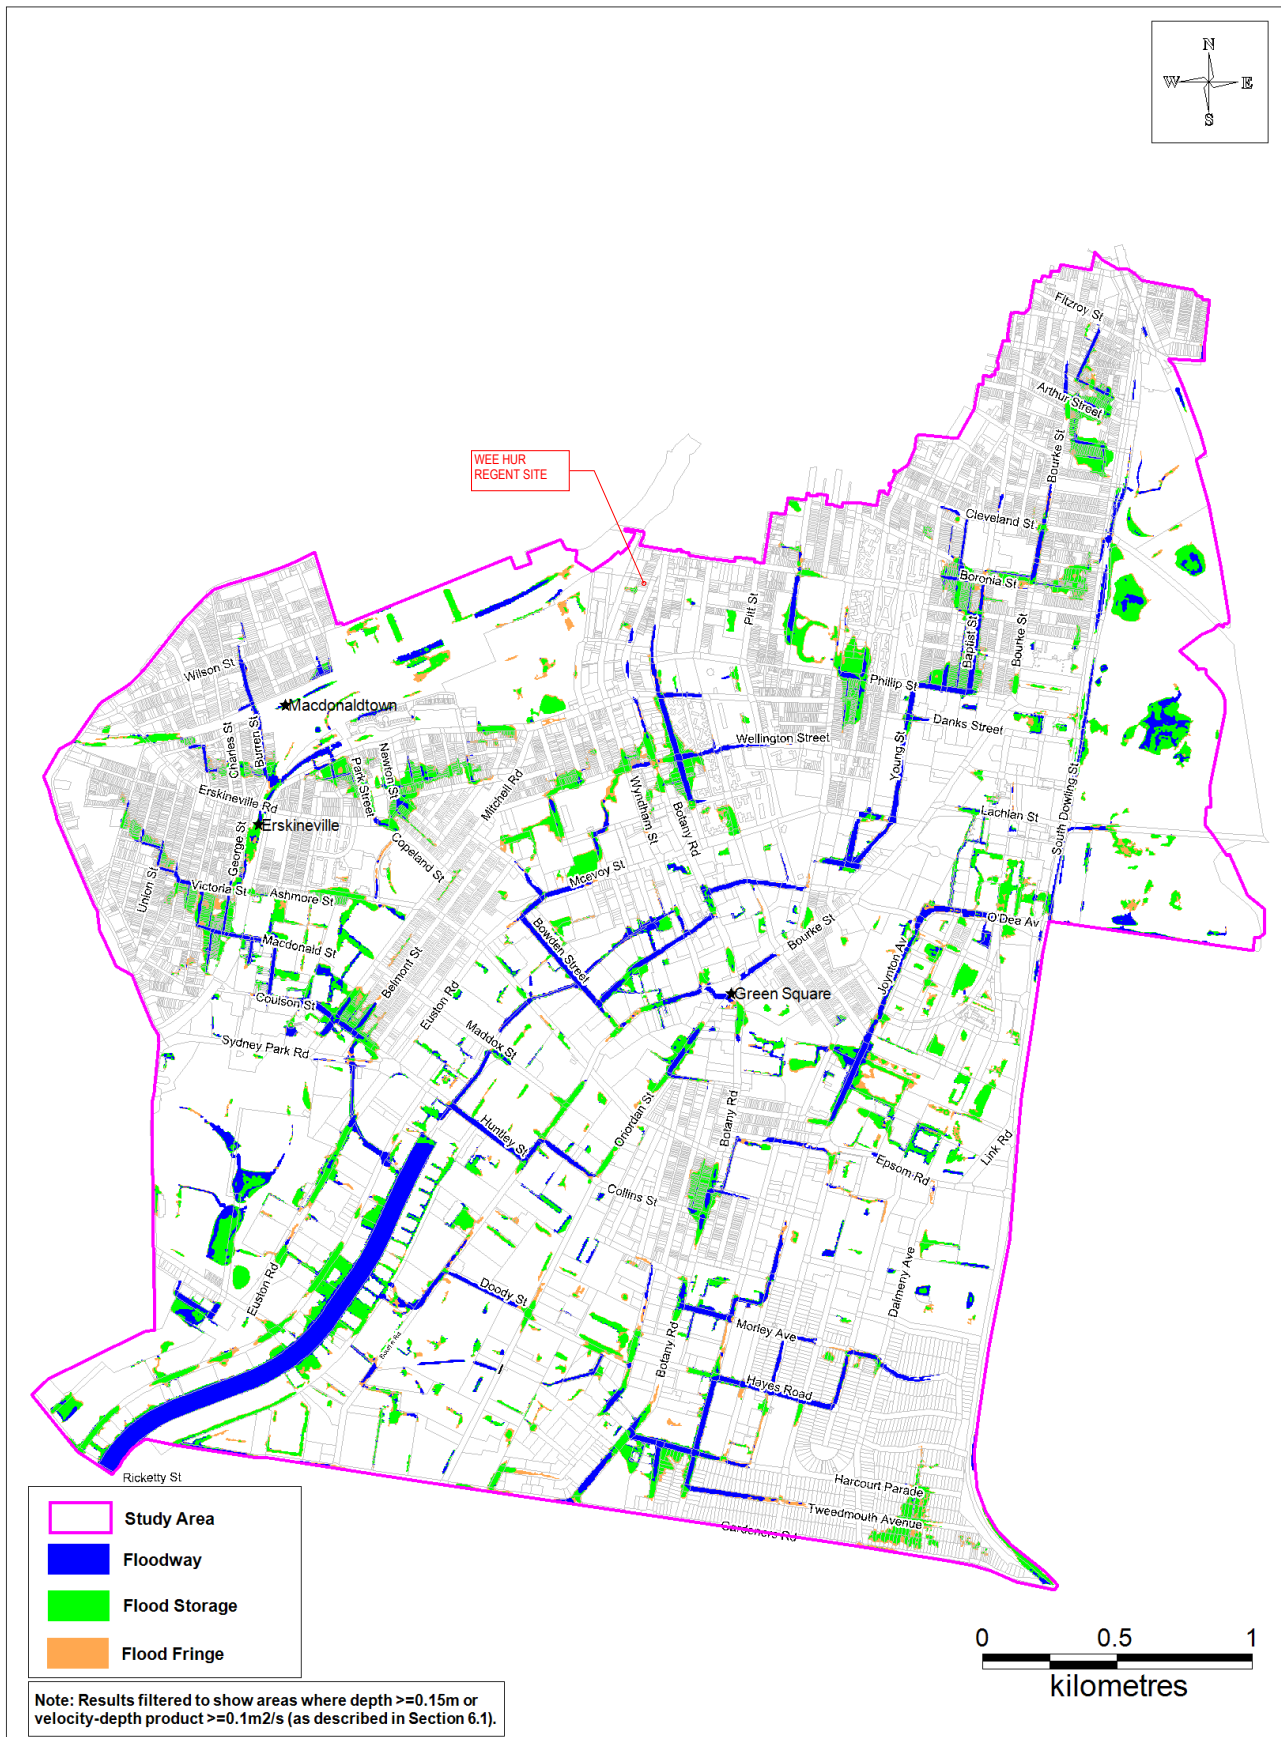 N
W
E
S
Fitzroy St
Arthur Street
Bourke St
WEE HUR
REGENT SITE
Cleveland St
Boronia St
Pitt St
Baptist St
Bourke St
Wilson St
Phillip St
Macdonaldtown
Danks Street
Charles St
Burren St
Wellington Street
Newton St
Park Street
Young St
Mitchell Rd
Erskineville Rd
Wyndham St
South Dowling St
Lachlan St
Erskineville
Botany Rd
George St
Copeland St
Mcevoy St
Union St
Victoria St
Ashmore St
O'Dea Av
Bourke St
Macdonald St
Bowden Street
Joynton Av
Belmont St
Green Square
Coulson St
Euston Rd
Sydney Park Rd
Maddox St
Oriordan St
Botany Rd
Huntley St
Link Rd
Epsom Rd
Collins St
Euston Rd
Dalmeny Ave
Doody St
Morley Ave
Botany Rd
Hayes Road
Ricketty St
Harcourt Parade
Tweedmouth Avenue
Gardeners Rd
Study Area
Floodway
Flood Storage
Flood Fringe
0 0.5 1
kilometres
Note: Results filtered to show areas where depth >=0.15m or
velocity-depth product >=0.1m2/s (as described in Section 6.1).